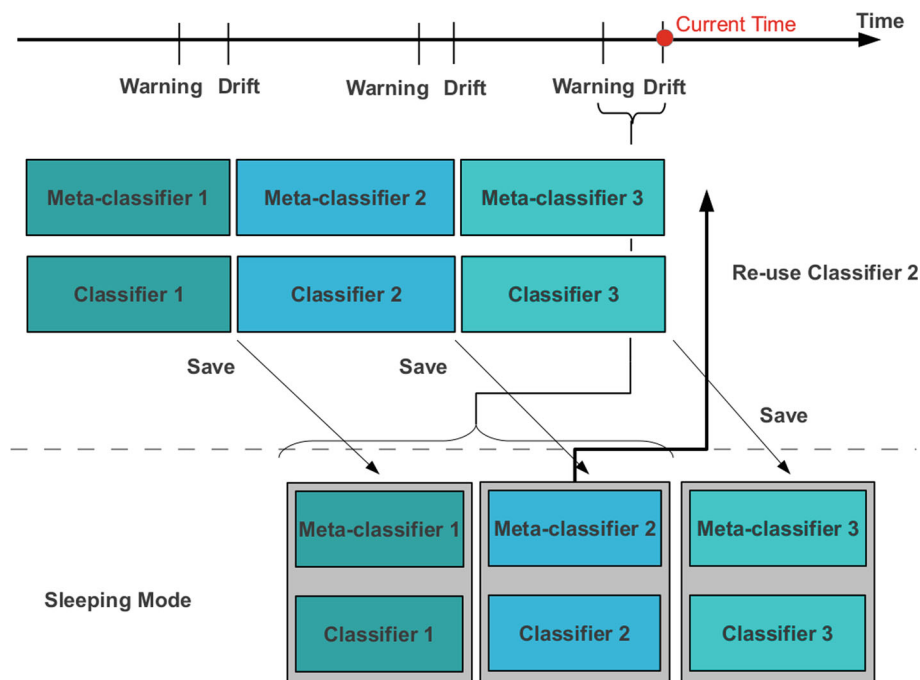 Time
Current Time
Warning Drift
Warning Drift
Warning Drift
Meta-classifier 1
Meta-classifier 2
Meta-classifier 3
Classifier 1
Classifier 2
Classifier 3
Re-use Classifier 2
Save
Save
Save
Meta-classifier 1
Meta-classifier 2
Meta-classifier 3
Sleeping Mode
Classifier 1
Classifier 2
Classifier 3